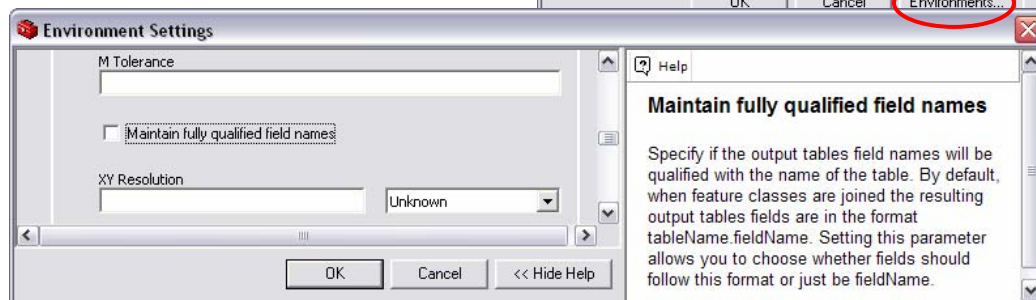 OK Cancel Environments...
Environment Settings
M Tolerance
Maintain fully qualified field names
XY Resolution
Unknown
OK Cancel << Hide Help
Help
Maintain fully qualified field names
Specify if the output tables field names will be
qualified with the name of the table. By default,
when feature classes are joined the resulting
output tables fields are in the format
tableName.fieldName. Setting this parameter
allows you to choose whether fields should
follow this format or just be fieldName.